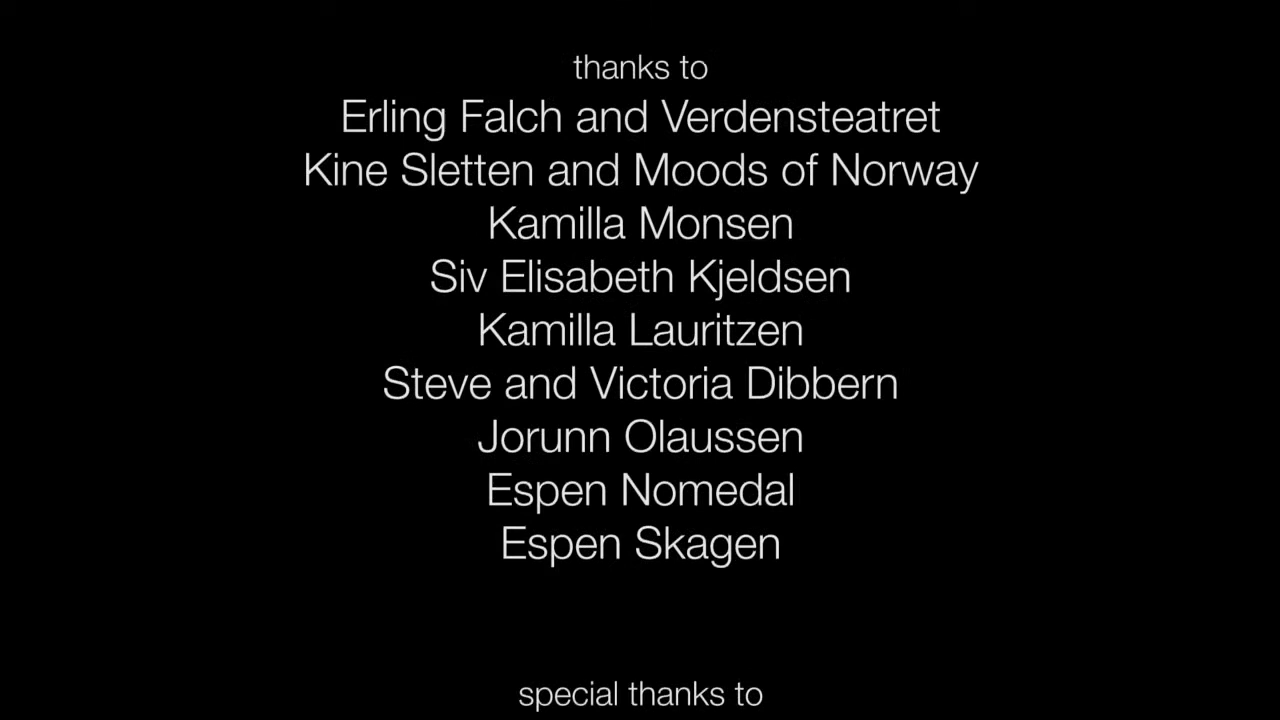 thanks to
Erling Falch and Verdensteatret
Kine Sletten and Moods of Norway
Kamilla Monsen
Siv Elisabeth Kjeldsen
Kamilla Lauritzen
Steve and Victoria Dibbern
Jorunn Olaussen
Espen Nomedal
Espen Skagen
special thanks to